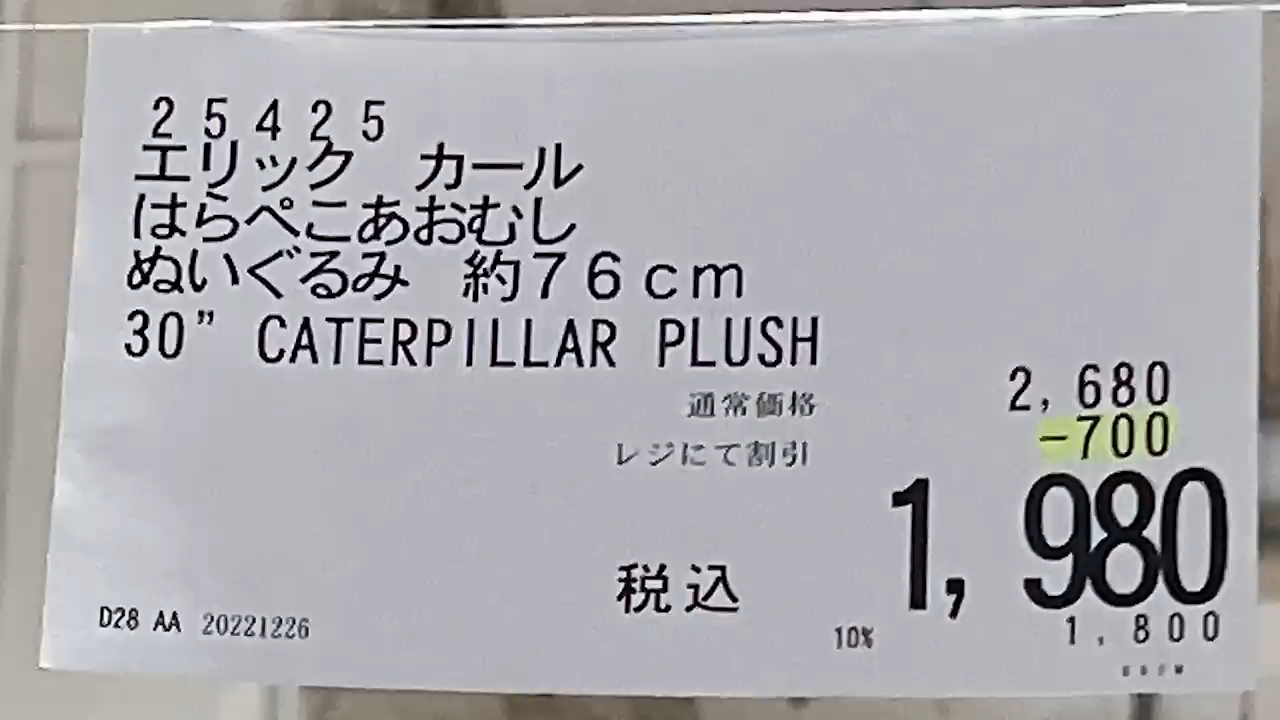 25425
エリック　カール
はらぺこあおむし
ぬいぐるみ　約７６ｃｍ
30” CATERPILLAR PLUSH
通常価格 2,680
レジにて割引 -700
税込 1,980
10% 1,800
D28 AA 20221226